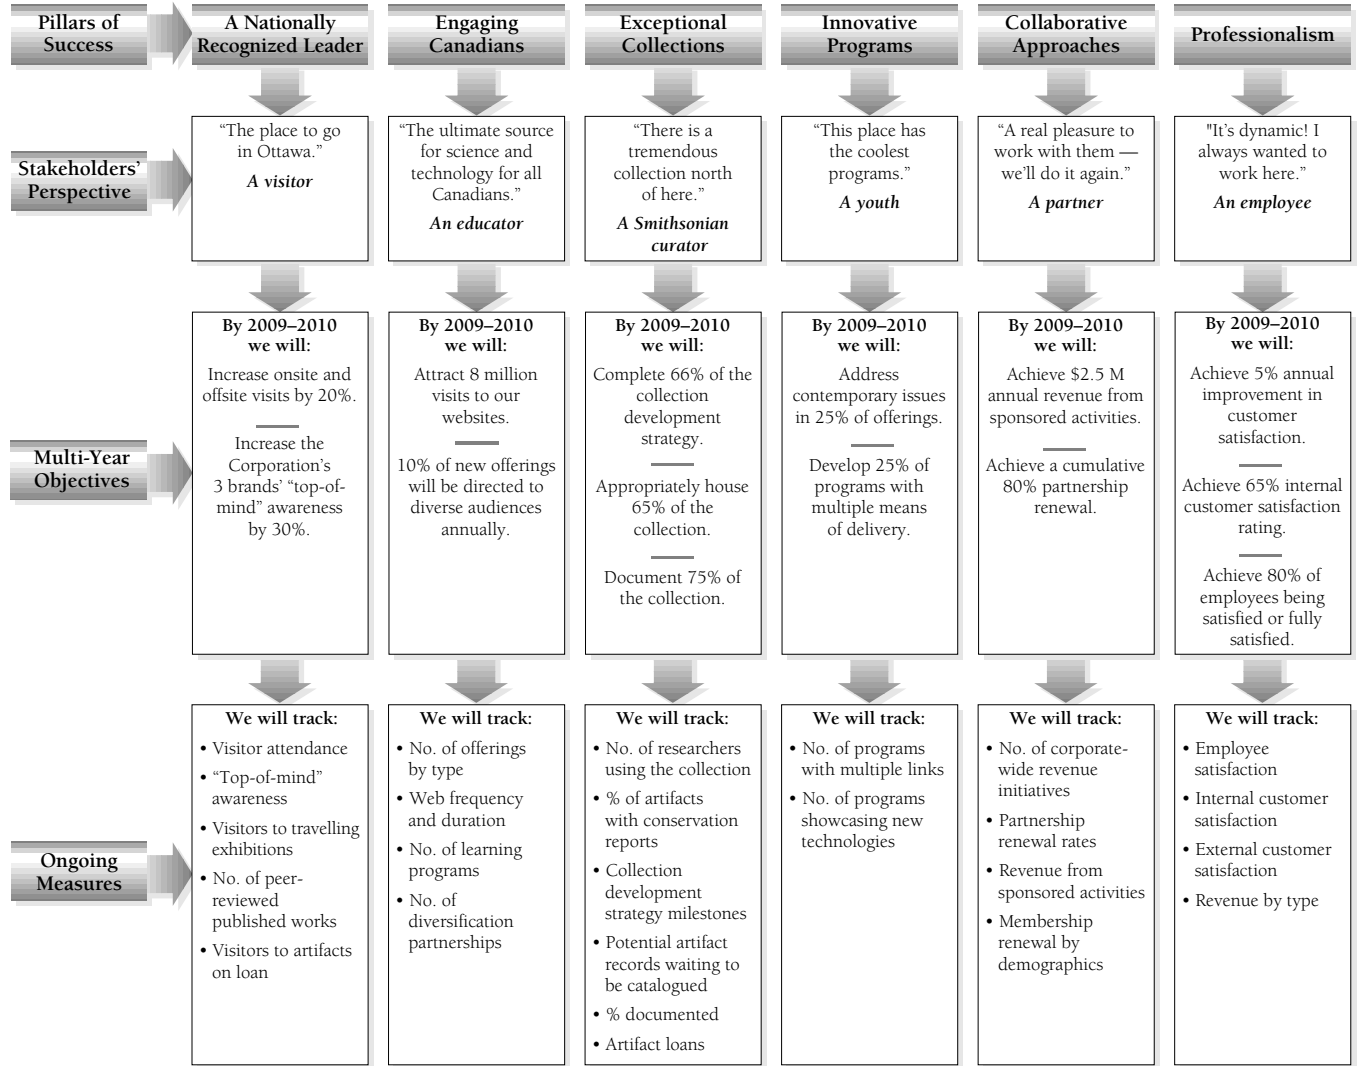 Pillars of
Success
A Nationally
Recognized Leader
Engaging
Canadians
Exceptional
Collections
Innovative
Programs
Collaborative
Approaches
Professionalism
Stakeholders’
Perspective
“The place to go
in Ottawa.”
A visitor
“The ultimate source
for science and
technology for all
Canadians.”
An educator
“There is a
tremendous
collection north
of here.”
A Smithsonian
curator
“This place has
the coolest
programs.”
A youth
“A real pleasure to
work with them —
we’ll do it again.”
A partner
"It’s dynamic! I
always wanted to
work here.”
An employee
Multi-Year
Objectives
By 2009–2010
we will:
Increase onsite and
offsite visits by 20%.
Increase the
Corporation’s
3 brands’ “top-of-
mind” awareness
by 30%.
By 2009–2010
we will:
Attract 8 million
visits to our
websites.
10% of new offerings
will be directed to
diverse audiences
annually.
By 2009–2010
we will:
Complete 66% of the
collection
development
strategy.
Appropriately house
65% of the
collection.
Document 75% of
the collection.
By 2009–2010
we will:
Address
contemporary issues
in 25% of offerings.
Develop 25% of
programs with
multiple means
of delivery.
By 2009–2010
we will:
Achieve $2.5 M
annual revenue from
sponsored activities.
Achieve a cumulative
80% partnership
renewal.
By 2009–2010
we will:
Achieve 5% annual
improvement in
customer
satisfaction.
Achieve 65% internal
customer satisfaction
rating.
Achieve 80% of
employees being
satisfied or fully
satisfied.
Ongoing
Measures
We will track:
• Visitor attendance
• “Top-of-mind”
awareness
• Visitors to travelling
exhibitions
• No. of peer-
reviewed
published works
• Visitors to artifacts
on loan
We will track:
• No. of offerings
by type
• Web frequency
and duration
• No. of learning
programs
• No. of
diversification
partnerships
We will track:
• No. of researchers
using the collection
• % of artifacts
with conservation
reports
• Collection
development
strategy milestones
• Potential artifact
records waiting to
be catalogued
• % documented
• Artifact loans
We will track:
• No. of programs
with multiple links
• No. of programs
showcasing new
technologies
We will track:
• No. of corporate-
wide revenue
initiatives
• Partnership
renewal rates
• Revenue from
sponsored activities
• Membership
renewal by
demographics
We will track:
• Employee
satisfaction
• Internal customer
satisfaction
• External customer
satisfaction
• Revenue by type